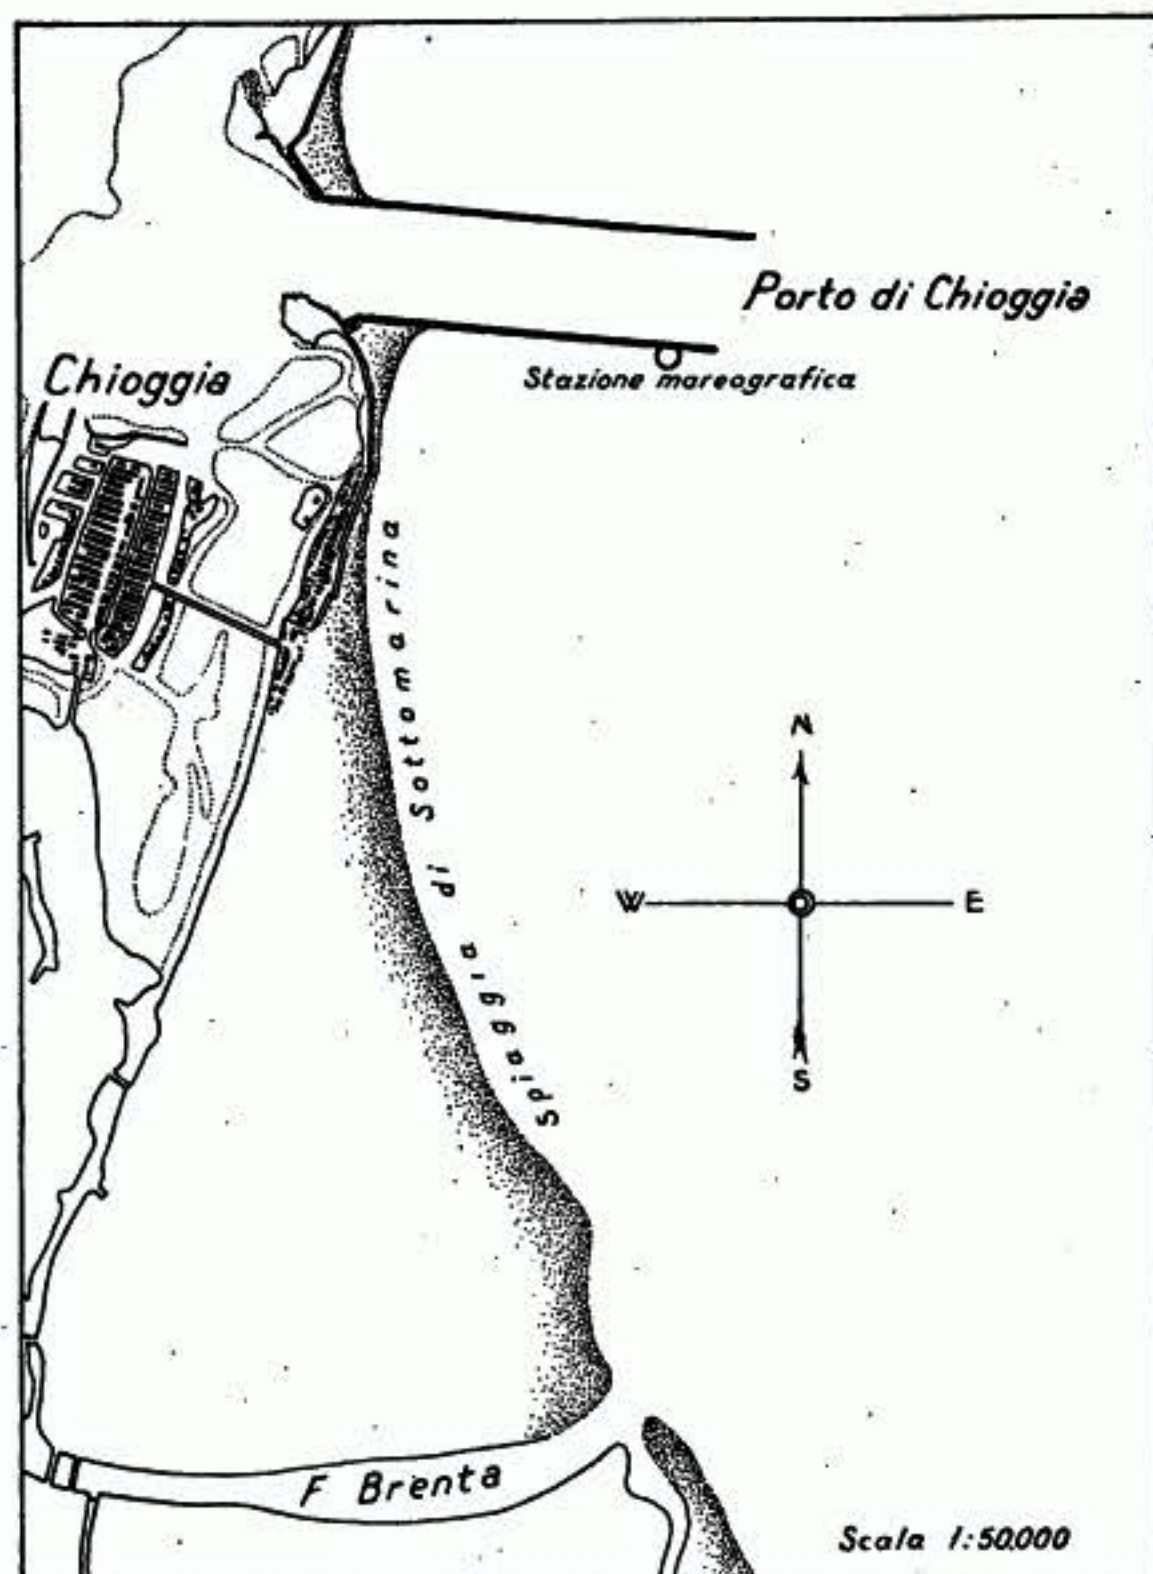 Porto di Chioggia
Chioggia
Stazione mareografica
Spiaggia di Sottomarina
N
W
E
S
F Brenta
Scala 1:50.000